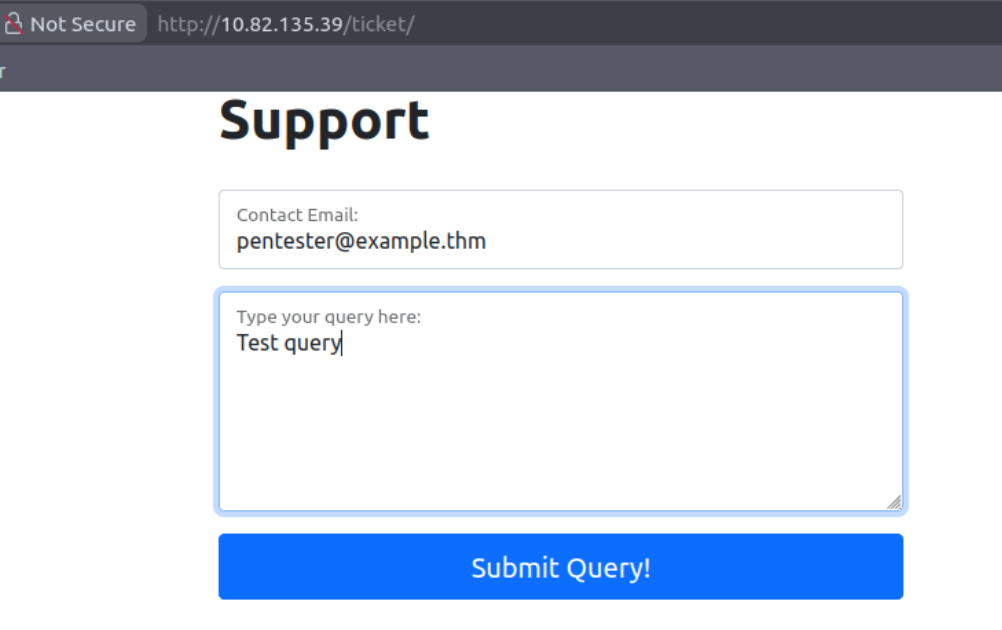 Not Secure http://10.82.135.39/ticket/
r
Support
Contact Email:
pentester@example.thm
Type your query here:
Test query
Submit Query!